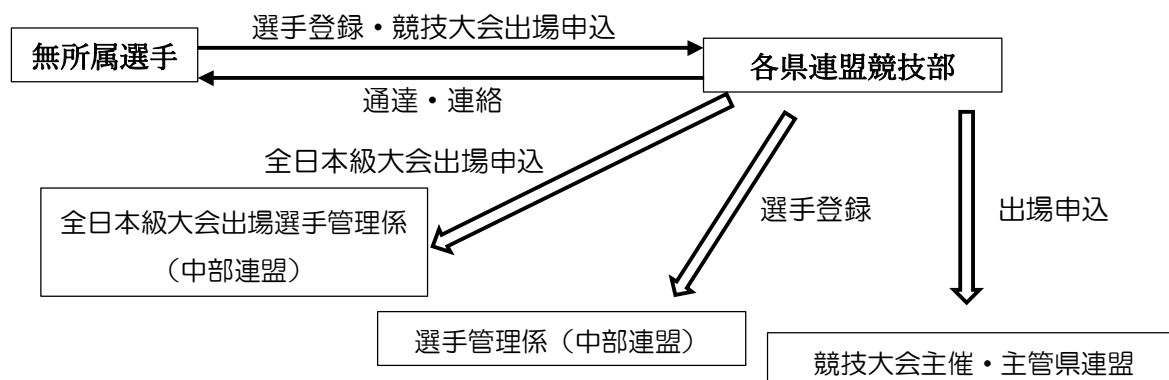 選手登録・競技大会出場申込
無所属選手
各県連盟競技部
通達・連絡
全日本級大会出場申込
選手登録
出場申込
全日本級大会出場選手管理係
（中部連盟）
選手管理係（中部連盟）
競技大会主催・主管県連盟